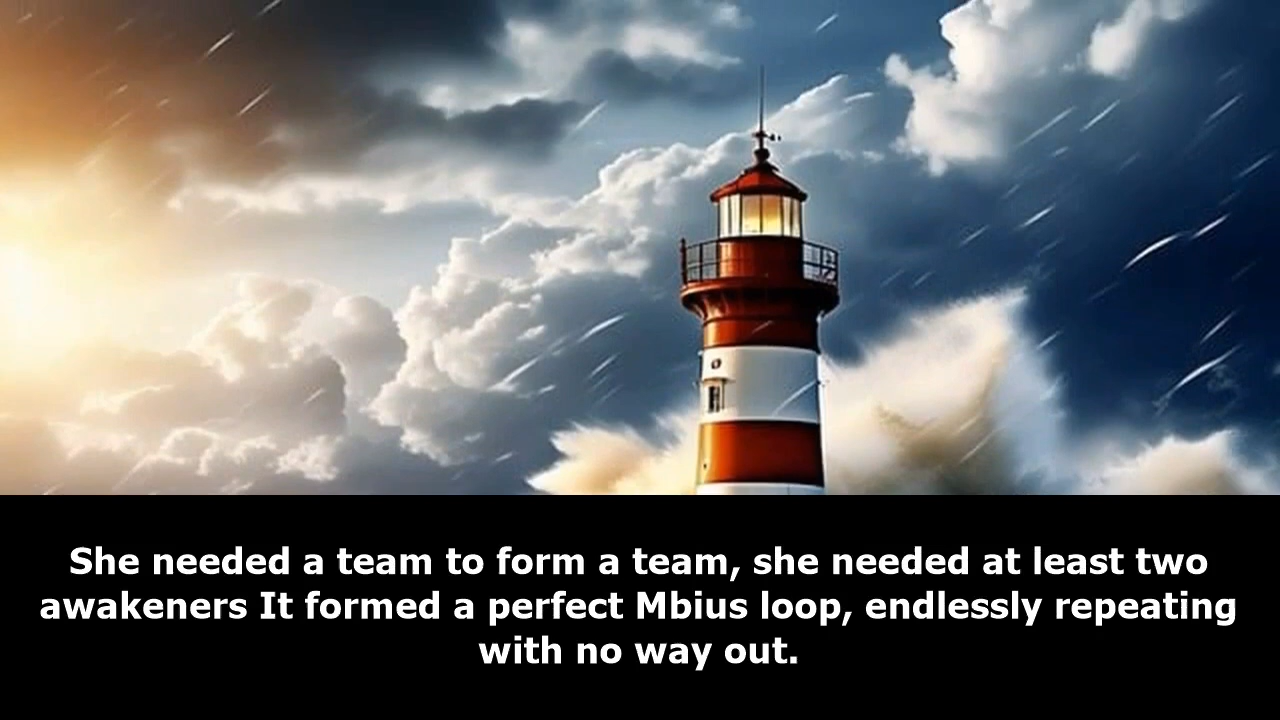 She needed a team to form a team, she needed at least two
awakeners It formed a perfect Mbius loop, endlessly repeating
with no way out.